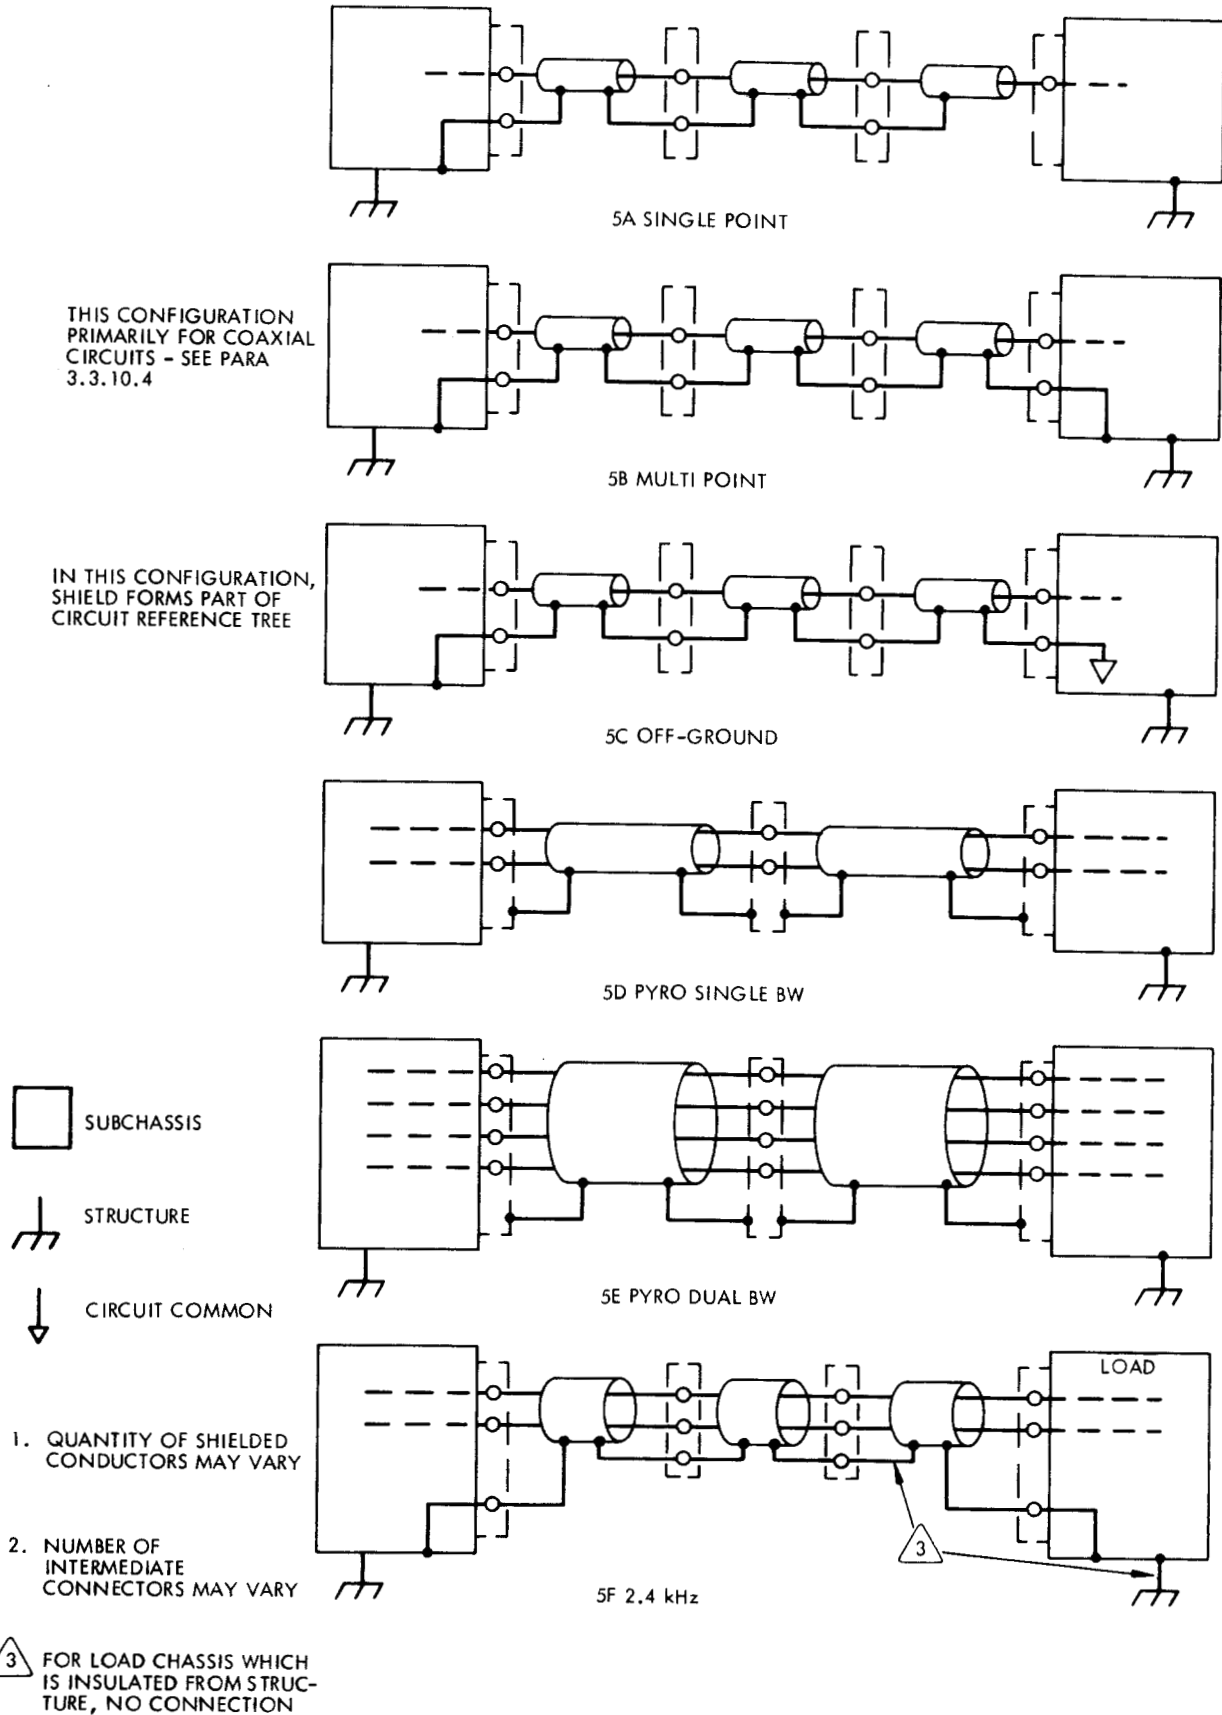 5A SINGLE POINT
THIS CONFIGURATION
PRIMARILY FOR COAXIAL
CIRCUITS - SEE PARA
3.3.10.4
5B MULTI POINT
IN THIS CONFIGURATION,
SHIELD FORMS PART OF
CIRCUIT REFERENCE TREE
5C OFF-GROUND
5D PYRO SINGLE BW
SUBCHASSIS
STRUCTURE
5E PYRO DUAL BW
CIRCUIT COMMON
LOAD
1. QUANTITY OF SHIELDED
CONDUCTORS MAY VARY
3
2. NUMBER OF
INTERMEDIATE
CONNECTORS MAY VARY
5F 2.4 kHz
3 FOR LOAD CHASSIS WHICH
IS INSULATED FROM STRUC-
TURE, NO CONNECTION